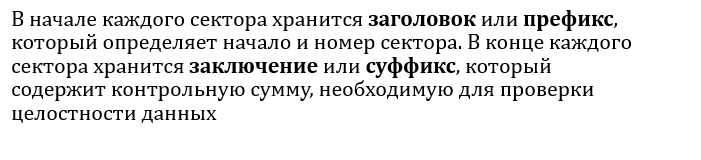 В начале каждого сектора хранится заголовок или префикс,
который определяет начало и номер сектора. В конце каждого
сектора хранится заключение или суффикс, который
содержит контрольную сумму, необходимую для проверки
целостности данных